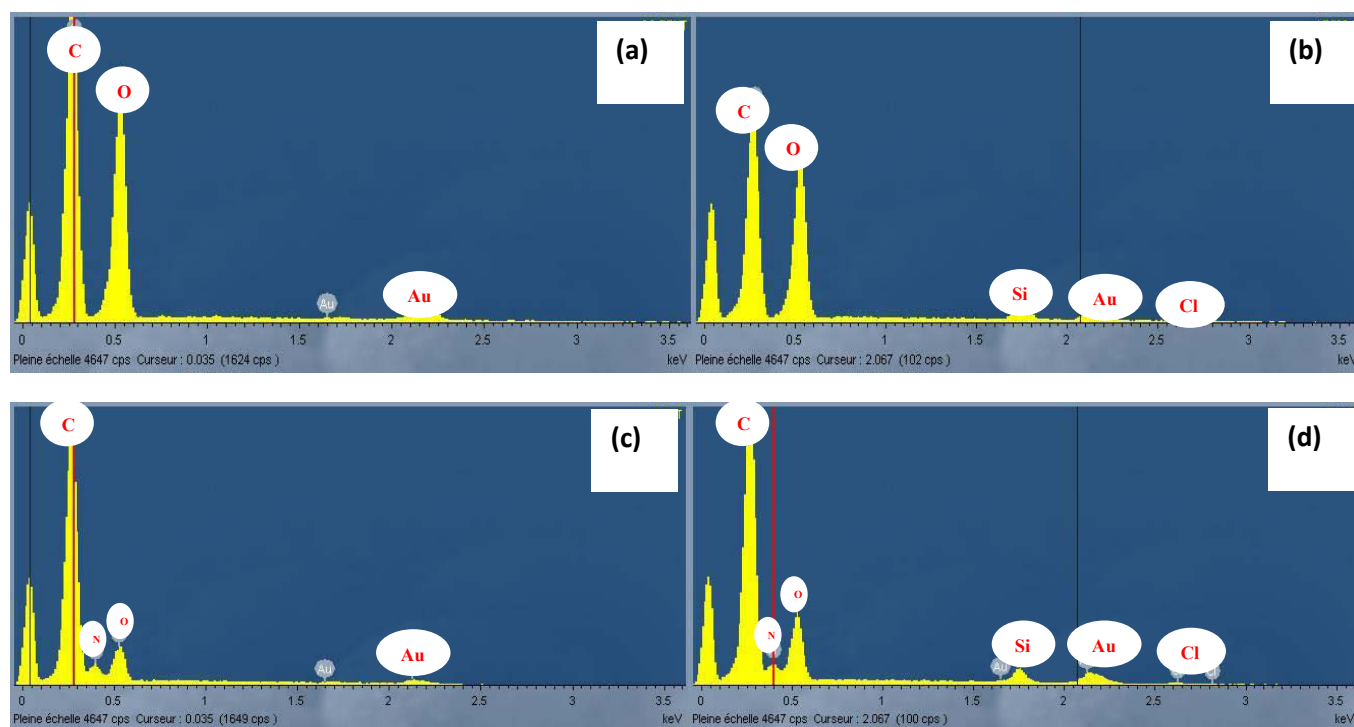 (a)
C
O
Au
Au
0 0.5 1 1.5 2 2.5 3 3.5
Pleine échelle 4647 cps Curseur : 0.035 (1624 cps ) keV
(b)
C
O
Si
Au
Cl
0 0.5 1 1.5 2 2.5 3 3.5
Pleine échelle 4647 cps Curseur : 2.067 (102 cps ) keV
(c)
C
N
O
Au
Au
0 0.5 1 1.5 2 2.5 3 3.5
Pleine échelle 4647 cps Curseur : 0.035 (1649 cps ) keV
(d)
C
N
O
Au
Si
Au
Cl
0 0.5 1 1.5 2 2.5 3 3.5
Pleine échelle 4647 cps Curseur : 2.067 (100 cps ) keV